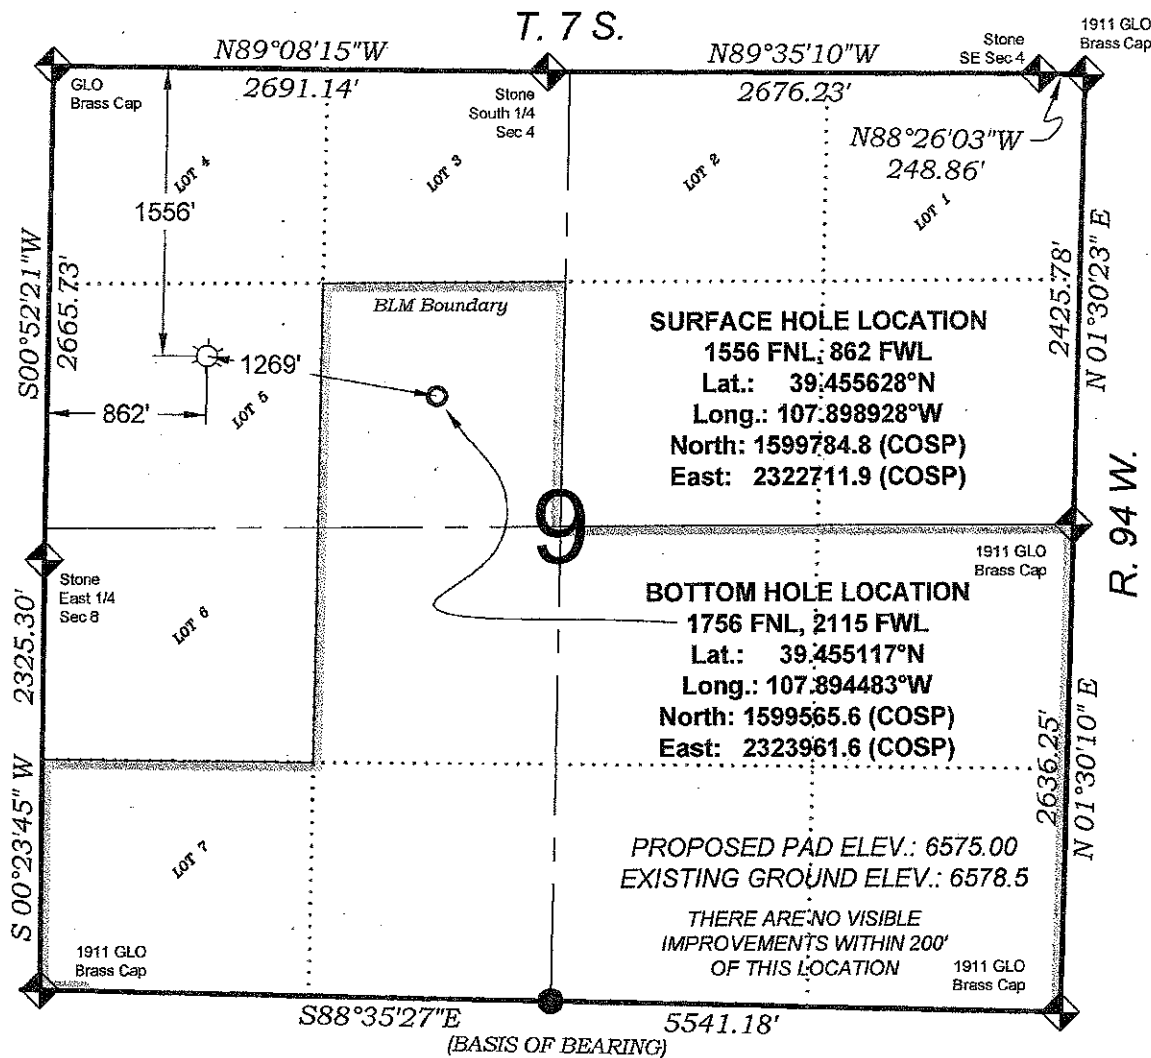 T. 7 S.
1911 GLO
Brass Cap
N89°08'15"W
N89°35'10"W
Stone
SE Sec 4
GLO
Brass Cap
2691.14'
Stone
South 1/4
Sec 4
2676.23'
N88°26'03"W
248.86'
LOT 4
LOT 3
LOT 2
LOT 1
1556'
S00°52'21"W
2665.73'
2425.78'
N 01°30'23" E
BLM Boundary
SURFACE HOLE LOCATION
1556 FNL, 862 FWL
Lat.: 39.455628°N
Long.: 107.898928°W
North: 1599784.8 (COSP)
East: 2322711.9 (COSP)
1269'
862'
LOT 5
R. 94 W.
9
1911 GLO
Brass Cap
Stone
East 1/4
Sec 8
BOTTOM HOLE LOCATION
1756 FNL, 2115 FWL
Lat.: 39.455117°N
Long.: 107.894483°W
North: 1599565.6 (COSP)
East: 2323961.6 (COSP)
LOT 6
S 00°23'45" W 2325.30'
2636.25'
N 01°30'10" E
LOT 7
PROPOSED PAD ELEV.: 6575.00
EXISTING GROUND ELEV.: 6578.5
THERE ARE NO VISIBLE
IMPROVEMENTS WITHIN 200'
OF THIS LOCATION
1911 GLO
Brass Cap
1911 GLO
Brass Cap
S88°35'27"E 5541.18'
(BASIS OF BEARING)